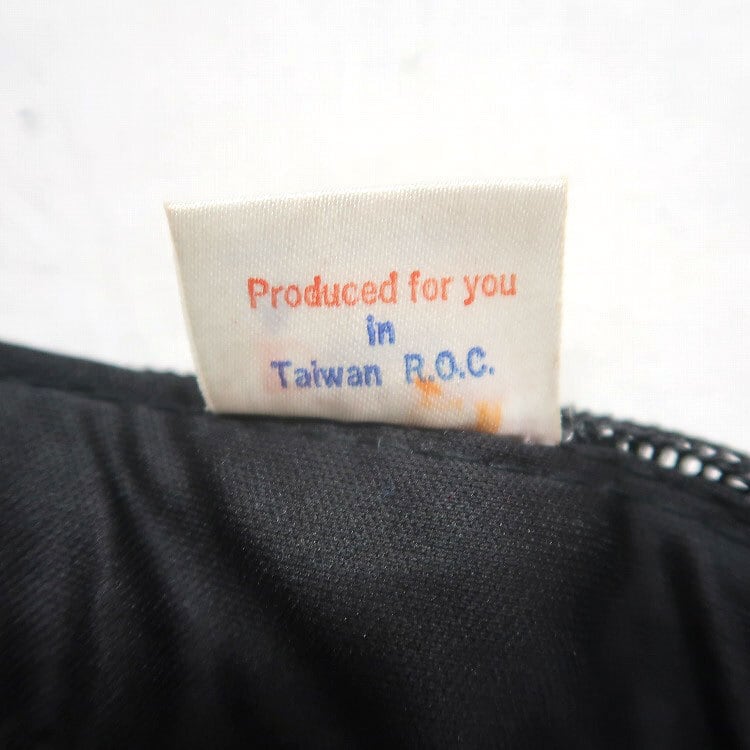 Produced for you
in
Taiwan R.O.C.